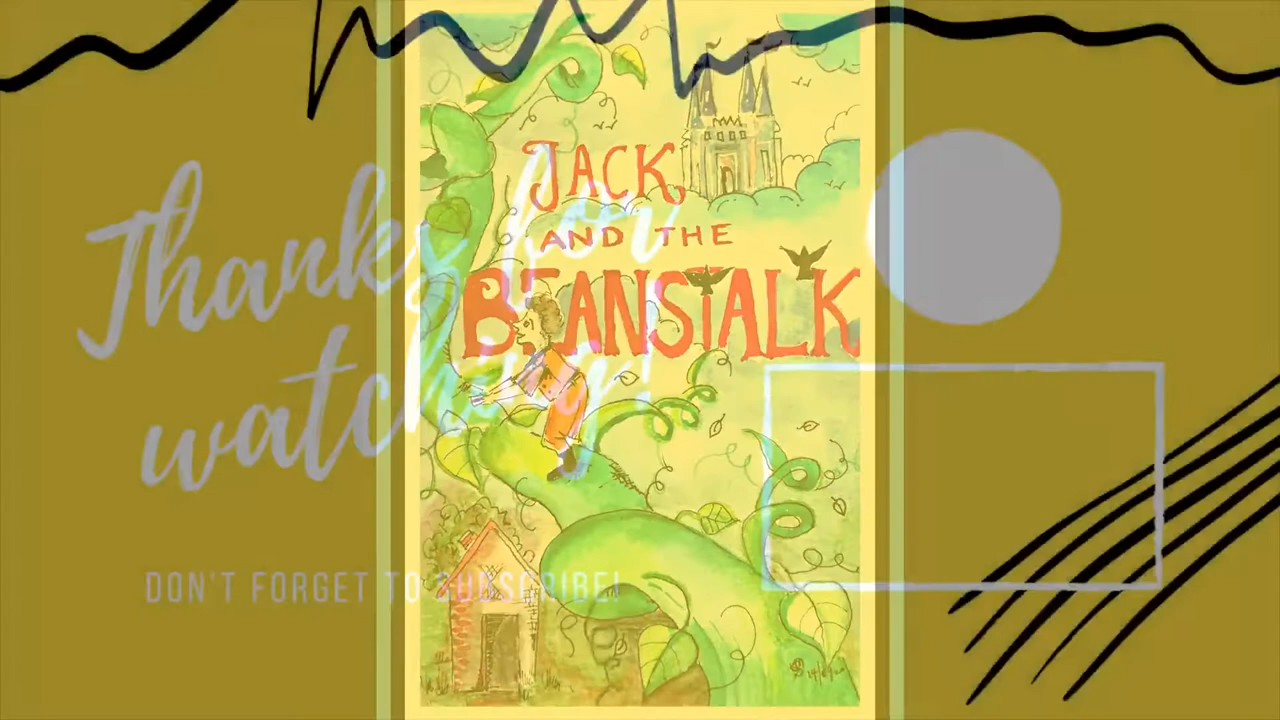 JACK
AND THE
BEANSTALK
Thanks for
watching!
DON'T FORGET TO SUBSCRIBE!